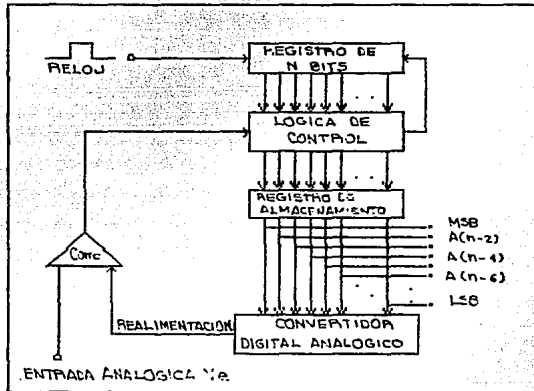 REGISTRO DE
N BITS
RELOJ
LOGICA DE
CONTROL
REGISTRO DE
ALMACENAMIENTO
MSB
A(n-2)
A(n-4)
A(n-6)
LSB
Comp
REALIMENTACION
CONVERTIDOR
DIGITAL ANALOGICO
ENTRADA ANALOGICA Ve